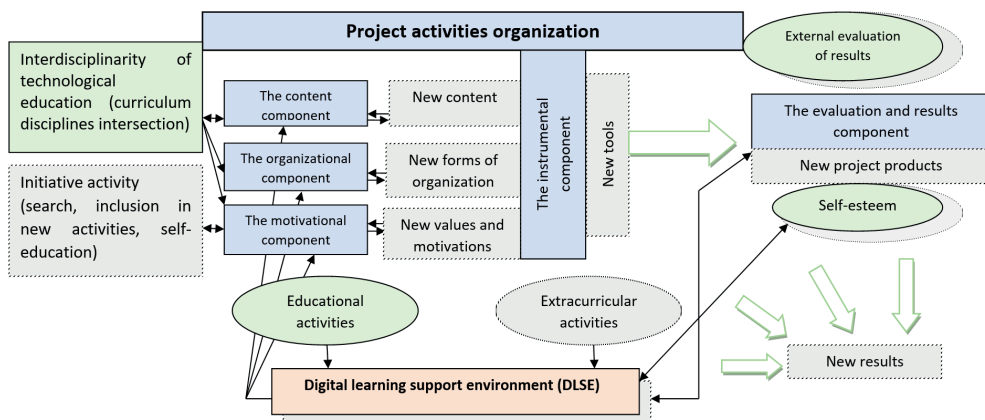 Project activities organization
External evaluation
of results
Interdisciplinarity of
technological
education (curriculum
disciplines intersection)
The content
component
New content
The instrumental
component
New tools
The evaluation and results
component
New project products
The organizational
component
New forms of
organization
Initiative activity
(search, inclusion in
new activities, self-
education)
The motivational
component
New values and
motivations
Self-esteem
Educational
activities
Extracurricular
activities
New results
Digital learning support environment (DLSE)